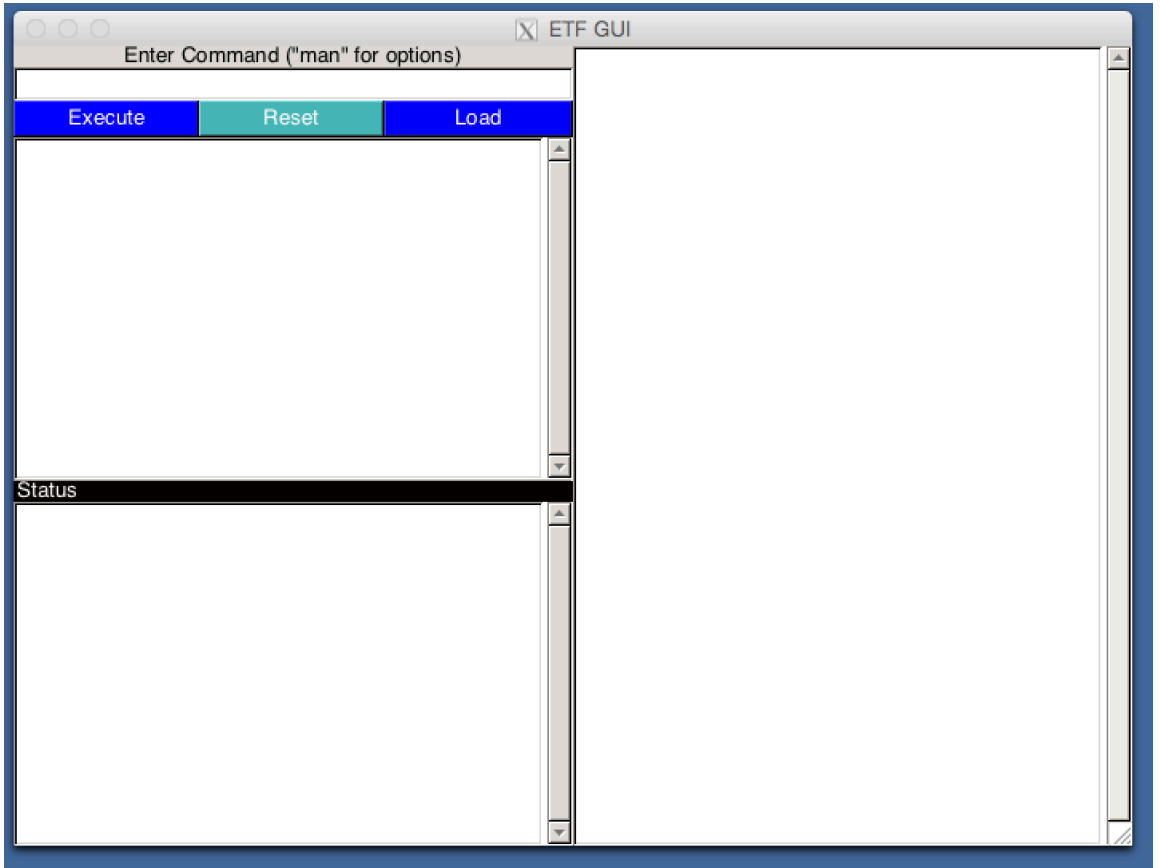 X ETF GUI
Enter Command ("man" for options)
Execute Reset Load
Status